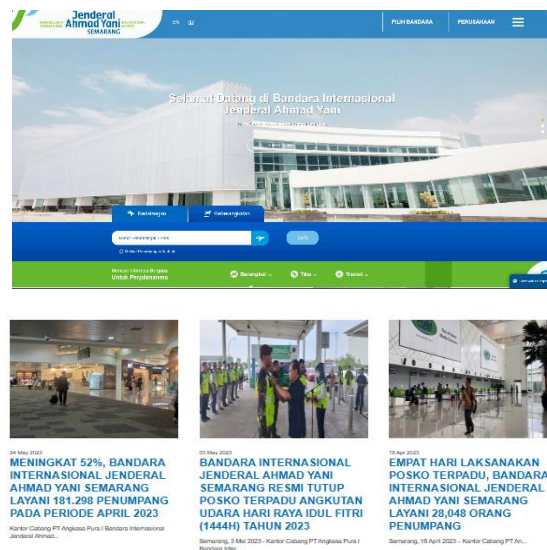 Jenderal
Ahmad Yani
SEMARANG
EN ID
PILIH BANDARA
PERUSAHAAN
Selamat Datang di Bandara Internasional
Jenderal Ahmad Yani
Kedatangan
Keberangkatan
Untuk Perjalananmu
Berangkat
Tiba
Transit
24 May 2023
MENINGKAT 52%, BANDARA
INTERNASIONAL JENDERAL
AHMAD YANI SEMARANG
LAYANI 181.298 PENUMPANG
PADA PERIODE APRIL 2023
Kantor Cabang PT Angkasa Pura I Bandara Internasional
Jenderal Ahmad...
03 May 2023
BANDARA INTERNASIONAL
JENDERAL AHMAD YANI
SEMARANG RESMI TUTUP
POSKO TERPADU ANGKUTAN
UDARA HARI RAYA IDUL FITRI
(1444H) TAHUN 2023
Semarang, 3 Mei 2023 - Kantor Cabang PT Angkasa Pura I
Bandara Inter...
19 Apr 2023
EMPAT HARI LAKSANAKAN
POSKO TERPADU, BANDARA
INTERNASIONAL JENDERAL
AHMAD YANI SEMARANG
LAYANI 28,048 ORANG
PENUMPANG
Semarang, 18 April 2023 – Kantor Cabang PT An...